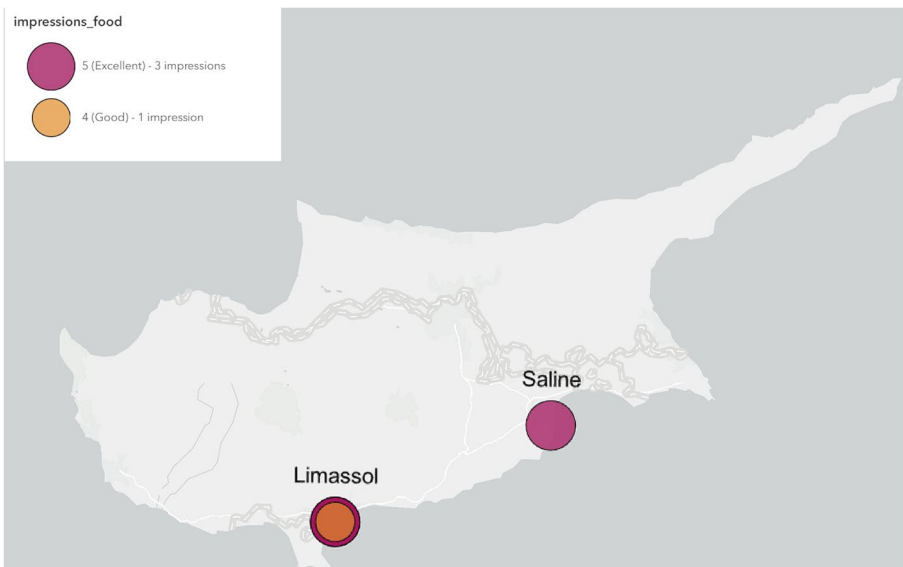 impressions_food
5 (Excellent) - 3 impressions
4 (Good) - 1 impression
Saline
Limassol